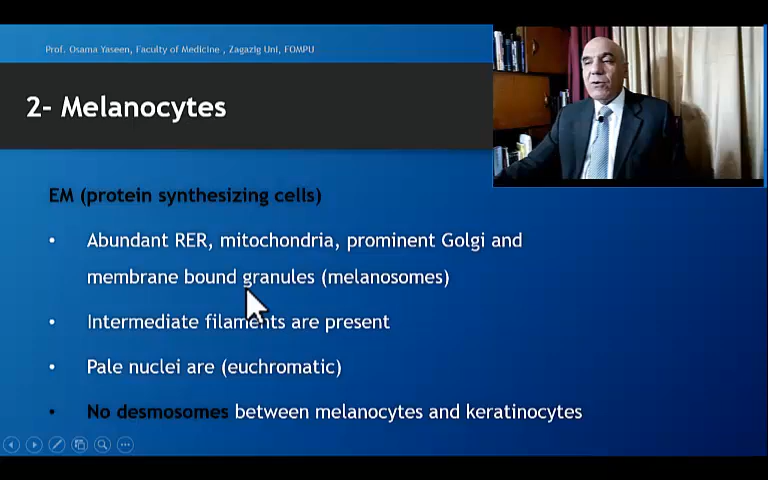 Prof. Osama Yaseen, Faculty of Medicine , Zagazig Uni, FOMPU
2- Melanocytes
EM (protein synthesizing cells)
• Abundant RER, mitochondria, prominent Golgi and
membrane bound granules (melanosomes)
• Intermediate filaments are present
• Pale nuclei are (euchromatic)
• No desmosomes between melanocytes and keratinocytes